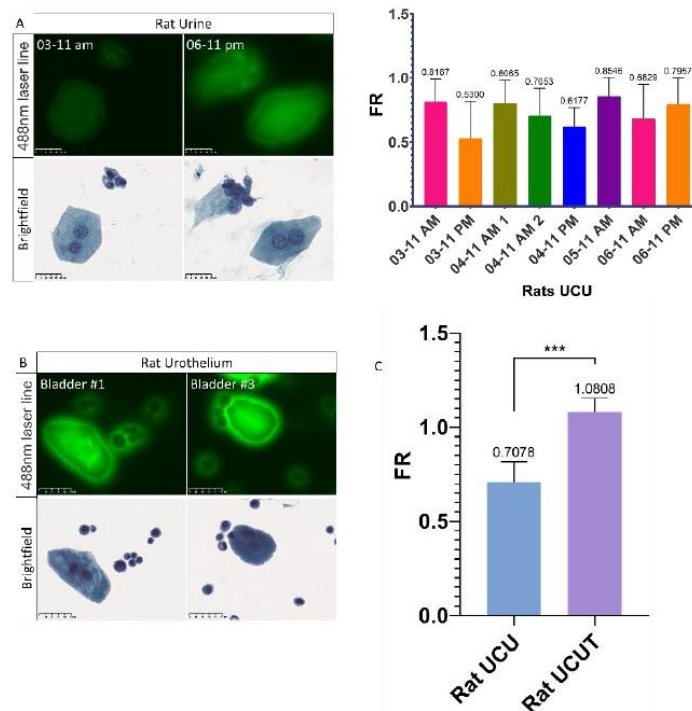 A
Rat Urine
488nm laser line
03-11 am
06-11 pm
Brightfield
FR
1.5
1.0
0.5
0.0
0.8167
0.5300
0.8065
0.7053
0.6177
0.8546
0.6829
0.7957
03-11 AM
03-11 PM
04-11 AM 1
04-11 AM 2
04-11 PM
05-11 AM
06-11 AM
06-11 PM
Rats UCU
B
Rat Urothelium
488nm laser line
Bladder #1
Bladder #3
Brightfield
C
FR
1.5
1.0
0.5
0.0
***
0.7078
1.0808
Rat UCU
Rat UCUT